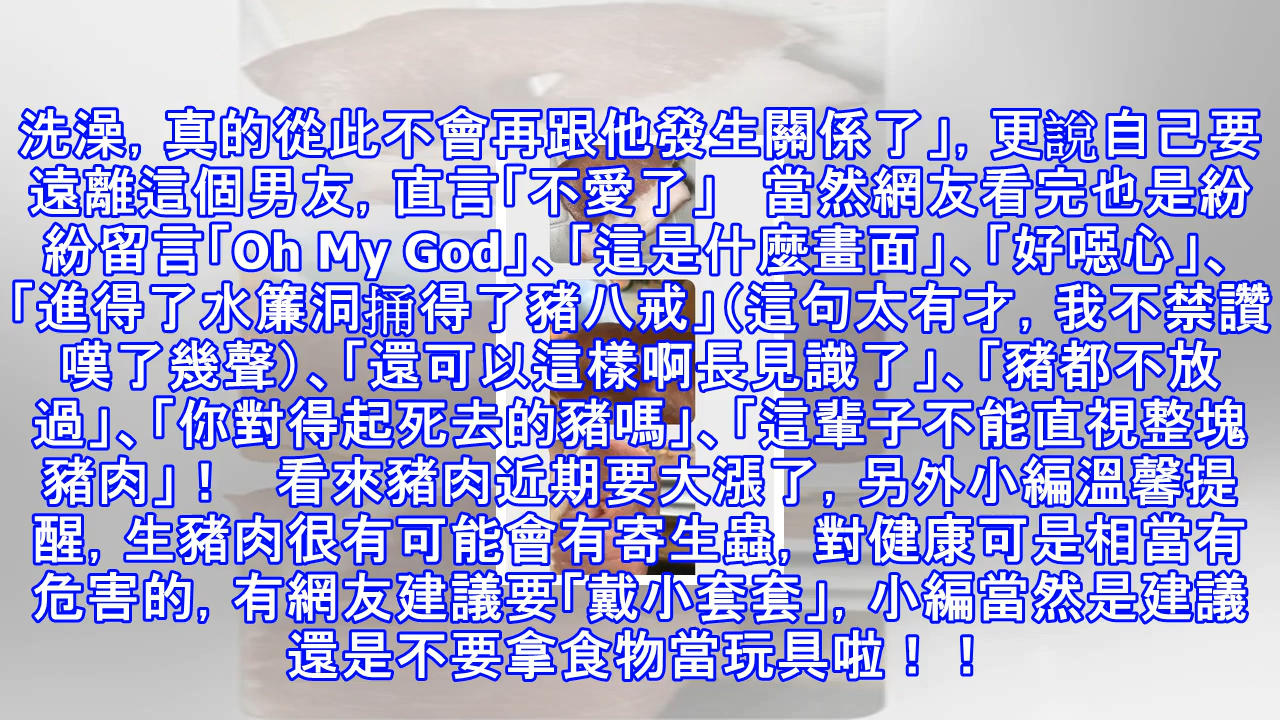 洗澡, 真的從此不會再跟他發生關係了」, 更說自己要
遠離這個男友, 直言「不愛了」 當然網友看完也是紛
紛留言「Oh My God」、「這是什麼畫面」、「好噁心」、
「進得了水簾洞捅得了豬八戒」(這句太有才, 我不禁讚
嘆了幾聲)、「還可以這樣啊長見識了」、「豬都不放
過」、「你對得起死去的豬嗎」、「這輩子不能直視整塊
豬肉」! 看來豬肉近期要大漲了, 另外小編溫馨提
醒, 生豬肉很有可能會有寄生蟲, 對健康可是相當有
危害的, 有網友建議要「戴小套套」, 小編當然是建議
還是不要拿食物當玩具啦!!